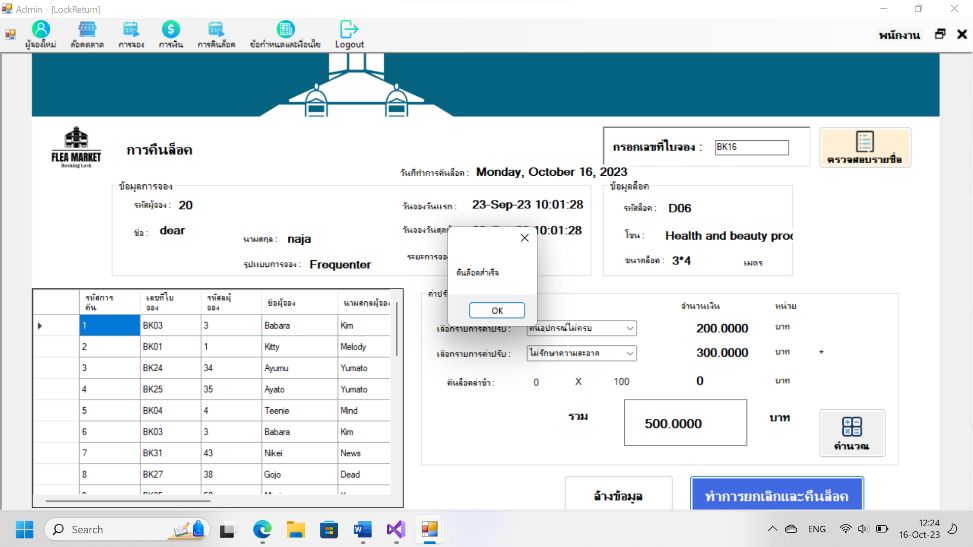 Admin - [LockReturn]
ผู้จองใหม่ ล็อคตลาด การจอง การเงิน การคืนล็อค ข้อกำหนดและเงื่อนไข Logout
พนักงาน
FLEA MARKET
Booking Lock
การคืนล็อค
กรอกเลขที่ใบจอง : BK16
ตรวจสอบรายชื่อ
วันที่ทำการคืนล็อค : Monday, October 16, 2023
ข้อมูลการจอง
รหัสผู้จอง : 20
วันจองวันแรก : 23-Sep-23 10:01:28
ชื่อ : dear
นามสกุล : naja
วันจองวันสุด 10:01:28
รูปแบบการจอง : Frequenter
ระยะการจอง
ข้อมูลล็อค
รหัสล็อค : D06
โซน : Health and beauty proc
ขนาดล็อค : 3*4 เมตร
คืนล็อคสำเร็จ
OK
รหัสการคืน เลขที่ใบจอง รหัสผู้จอง ชื่อผู้จอง นามสกุลผู้จอง
1 BK03 3 Babara Kim
2 BK01 1 Kitty Melody
3 BK24 34 Ayumu Yumato
4 BK25 35 Ayato Yumato
5 BK04 4 Teenie Mind
6 BK03 3 Babara Kim
7 BK31 43 Nikei News
8 BK27 38 Gojo Dead
ค่าปรับ
จำนวนเงิน หน่วย
เลือกรายการค่าปรับ : คืนอุปกรณ์ไม่ครบ 200.0000 บาท
เลือกรายการค่าปรับ : ไม่รักษาความสะอาด 300.0000 บาท +
คืนล็อคล่าช้า : 0 X 100 0 บาท
รวม 500.0000 บาท
คำนวณ
ล้างข้อมูล
ทำการยกเลิกและคืนล็อค
Search
ENG
12:24
16-Oct-23